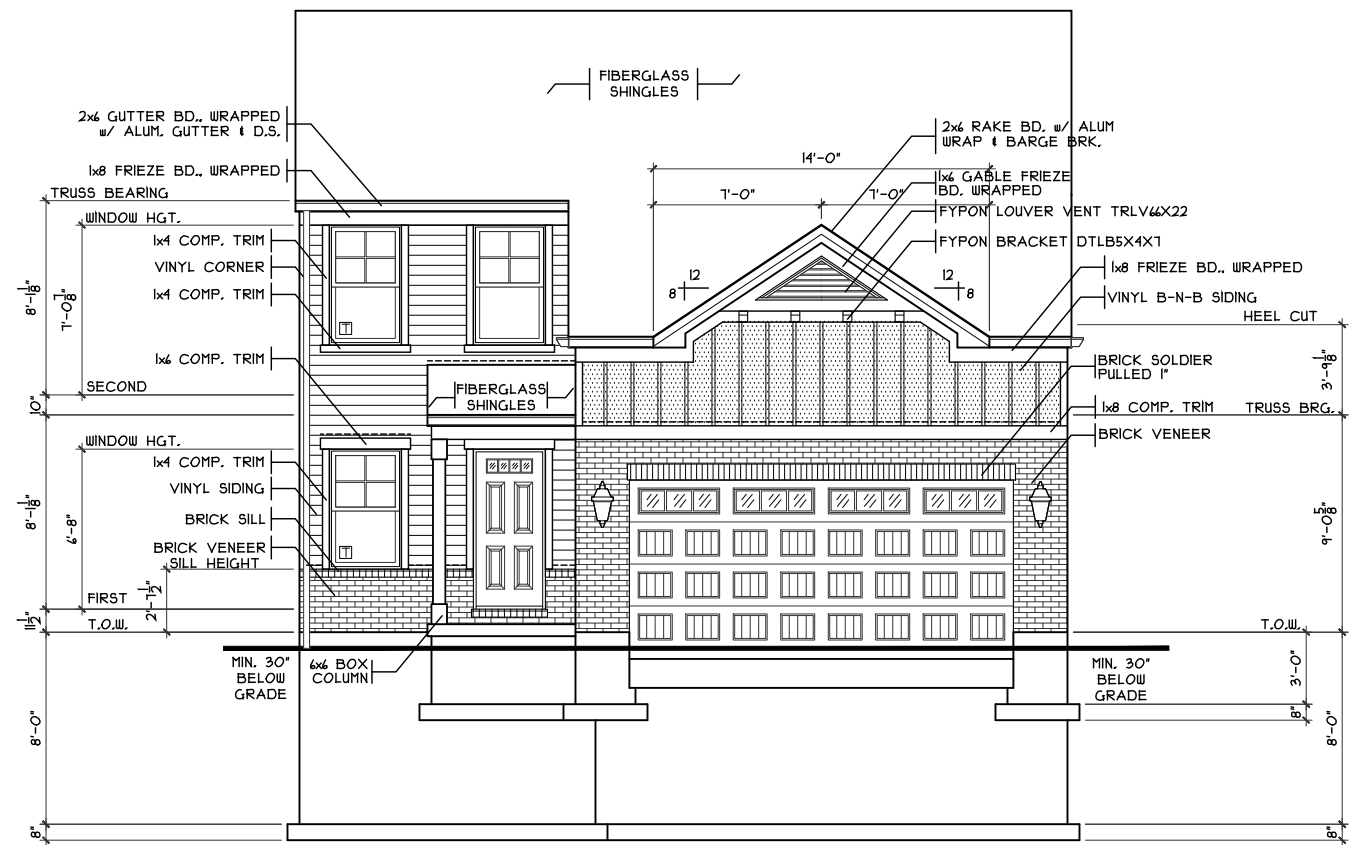 FIBERGLASS
SHINGLES
2x6 GUTTER BD., WRAPPED
w/ ALUM. GUTTER & D.S.
1x8 FRIEZE BD., WRAPPED
TRUSS BEARING
WINDOW HGT.
1x4 COMP. TRIM
VINYL CORNER
1x4 COMP. TRIM
1x6 COMP. TRIM
SECOND
WINDOW HGT.
1x4 COMP. TRIM
VINYL SIDING
BRICK SILL
BRICK VENEER
SILL HEIGHT
FIRST
T.O.W.
8'-1 1/8"
7'-0 7/8"
10"
8'-1 1/8"
6'-8"
2'-7 1/2"
11 1/2"
8'-0"
8"
MIN. 30"
BELOW
GRADE
6x6 BOX
COLUMN
FIBERGLASS
SHINGLES
T
T
14'-0"
7'-0"
7'-0"
12
8
12
8
2x6 RAKE BD. w/ ALUM
WRAP & BARGE BRK.
1x6 GABLE FRIEZE
BD. WRAPPED
FYPON LOUVER VENT TRLV66X22
FYPON BRACKET DTLB5X4X7
1x8 FRIEZE BD., WRAPPED
VINYL B-N-B SIDING
HEEL CUT
BRICK SOLDIER
PULLED 1"
1x8 COMP. TRIM
TRUSS BRG.
BRICK VENEER
3'-9 1/8"
9'-0 5/8"
T.O.W.
MIN. 30"
BELOW
GRADE
3'-0"
8"
8'-0"
8"